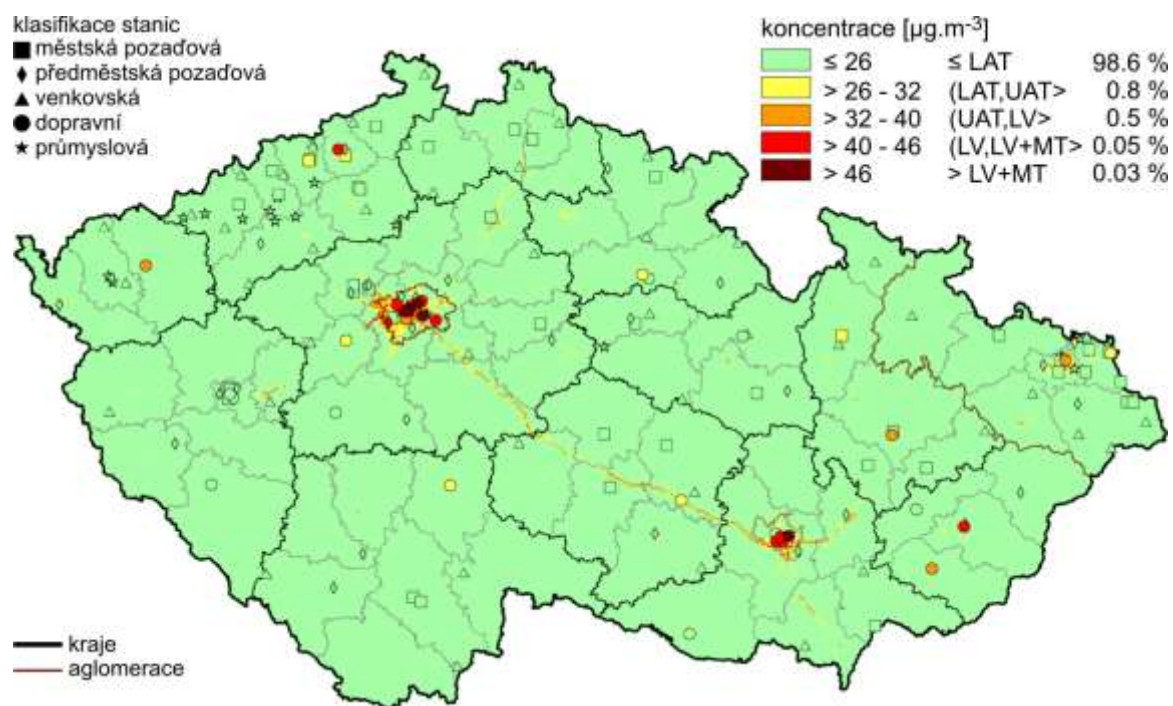 klasifikace stanic
městská pozaďová
předměstská pozaďová
venkovská
dopravní
průmyslová
koncentrace [µg.m-3]
≤ 26 ≤ LAT 98.6 %
> 26 - 32 (LAT,UAT> 0.8 %
> 32 - 40 (UAT,LV> 0.5 %
> 40 - 46 (LV,LV+MT> 0.05 %
> 46 > LV+MT 0.03 %
kraje
aglomerace